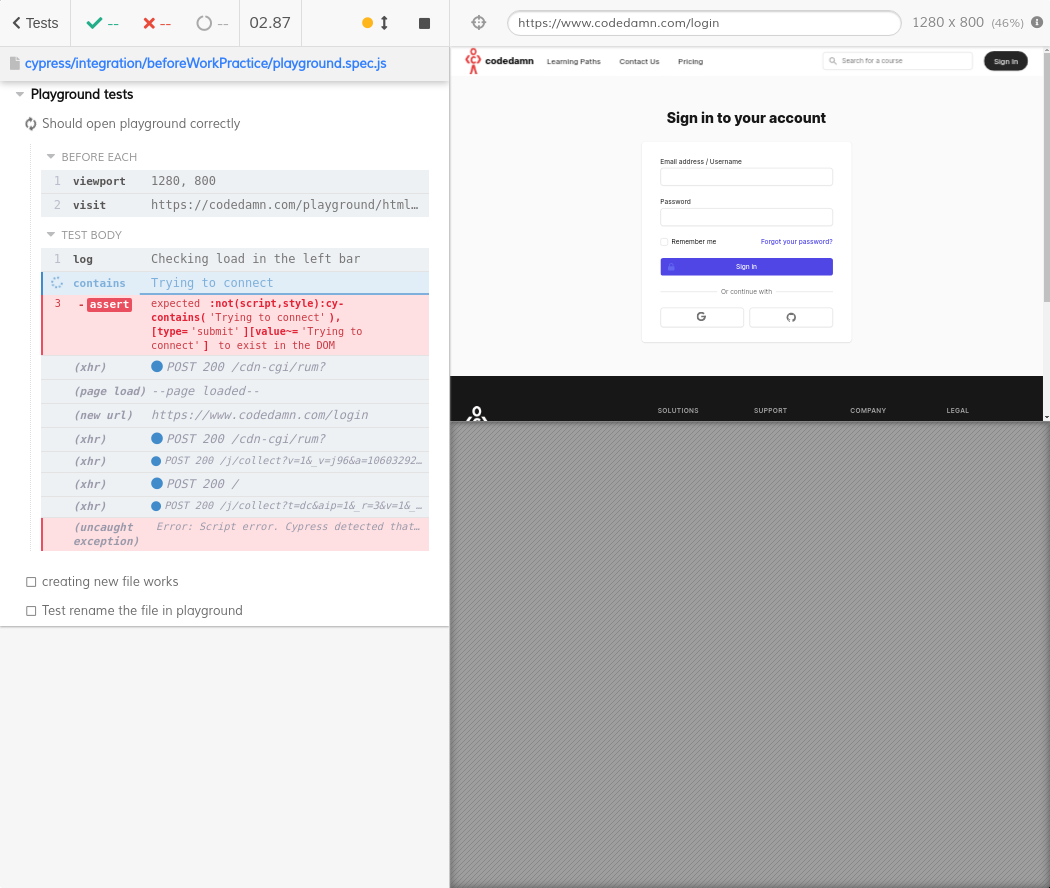 Tests
--
--
--
02.87
https://www.codedamn.com/login
1280 x 800 (46%)
cypress/integration/beforeWorkPractice/playground.spec.js
Playground tests
Should open playground correctly
BEFORE EACH
1 viewport 1280, 800
2 visit https://codedamn.com/playground/html…
TEST BODY
1 log Checking load in the left bar
contains Trying to connect
3 -assert expected :not(script,style):cy-
contains('Trying to connect'),
[type='submit'][value~='Trying to
connect'] to exist in the DOM
(xhr) POST 200 /cdn-cgi/rum?
(page load) --page loaded--
(new url) https://www.codedamn.com/login
(xhr) POST 200 /cdn-cgi/rum?
(xhr) POST 200 /j/collect?v=1&_v=j96&a=10603292…
(xhr) POST 200 /
(xhr) POST 200 /j/collect?t=dc&aip=1&_r=3&v=1&_…
(uncaught
exception) Error: Script error. Cypress detected that…
creating new file works
Test rename the file in playground
codedamn Learning Paths Contact Us Pricing Search for a course Sign In
Sign in to your account
Email address / Username
Password
Remember me Forgot your password?
Sign in
Or continue with
SOLUTIONS SUPPORT COMPANY LEGAL